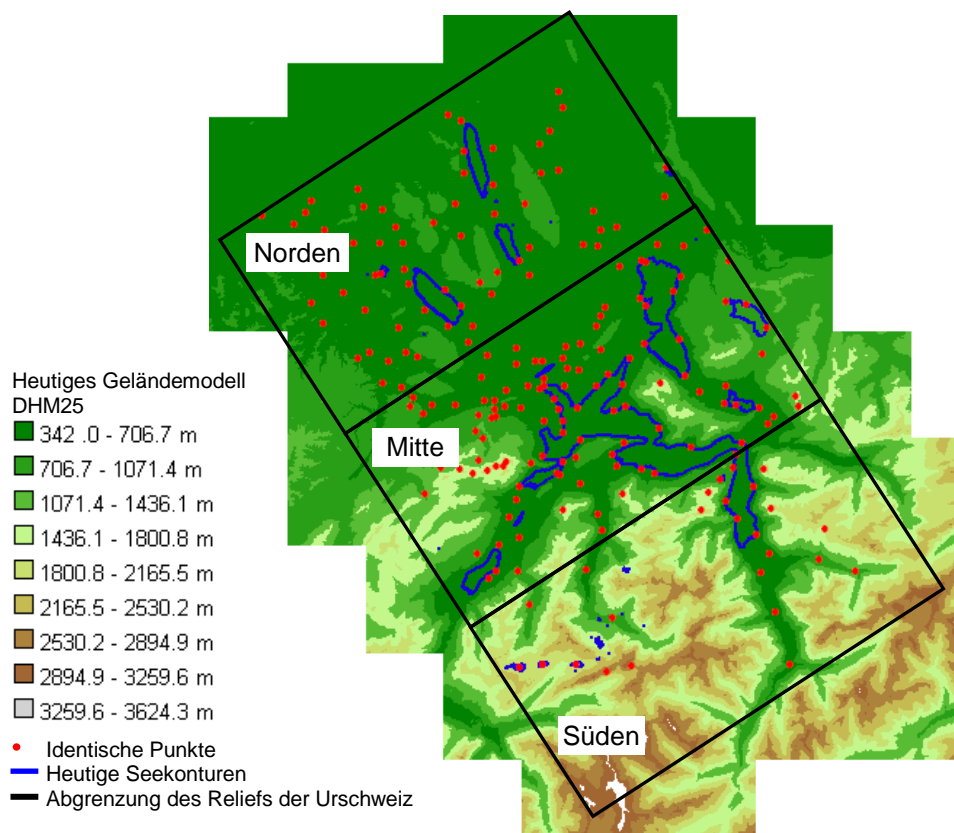 Norden
Mitte
Süden
Heutiges Geländemodell
DHM25
342 .0 - 706.7 m
706.7 - 1071.4 m
1071.4 - 1436.1 m
1436.1 - 1800.8 m
1800.8 - 2165.5 m
2165.5 - 2530.2 m
2530.2 - 2894.9 m
2894.9 - 3259.6 m
3259.6 - 3624.3 m
Identische Punkte
Heutige Seekonturen
Abgrenzung des Reliefs der Urschweiz